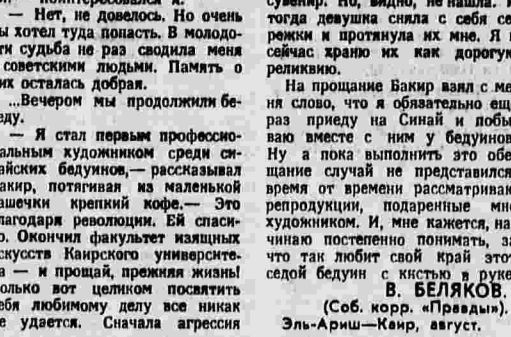 — Нет, не довелось. Но очень
ы хотел туда попасть. В молодо-
ти судьба не раз сводила меня
советскими людьми. Память о
их осталась добрая.
...Вечером мы продолжили бе-
еду.
— Я стал первым профессио-
альным художником среди си-
айских бедуинов,— рассказывал
акир, потягивая из маленькой
ашечки крепкий кофе.— Это
лагодаря революции. Ей спаси-
о. Окончил факультет изящных
скусств Каирского университе-
а — и прощай, прежняя жизнь!
олько вот целиком посвятить
ебя любимому делу все никак
е удается. Сначала агрессия
сувенир. Но, видно, не нашла. И
тогда девушка сняла с себя се
режки и протянула их мне. Я и
сейчас храню их как дорогую
реликвию.
На прощание Бакир взял с ме
ня слово, что я обязательно ещ
раз приеду на Синай и побы
ваю вместе с ним у бедуинов
Ну а пока выполнить это обе
щание случай не представился
время от времени рассматриваю
репродукции, подаренные мн
художником. И, мне кажется, на
чинаю постепенно понимать, за
что так любит свой край этот
седой бедуин с кистью в руке
В. БЕЛЯКОВ.
(Соб. корр. «Правды»).
Эль-Ариш—Каир, август.